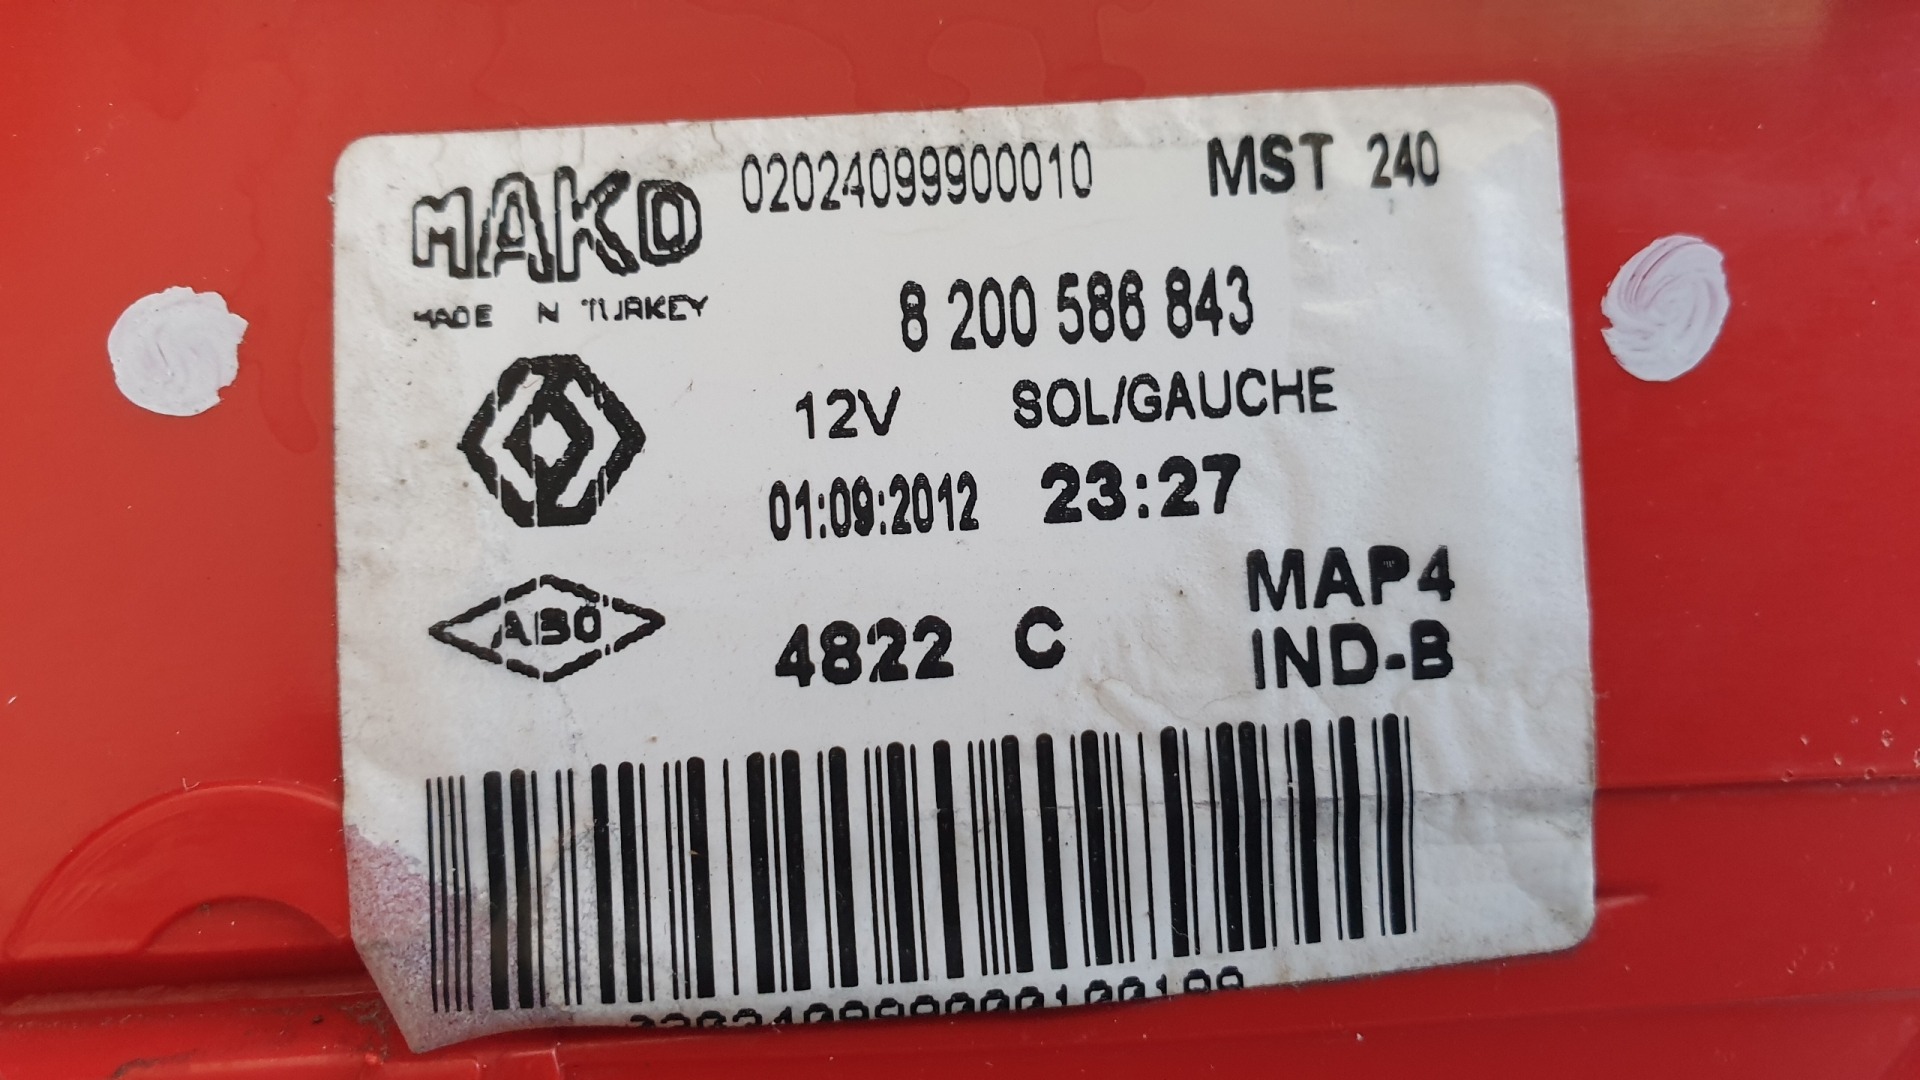 MAKO 02024099900010 MST 240
MADE IN TURKEY 8 200 586 843
12V SOL/GAUCHE
01:09:2012 23:27
MAP4
ABO 4822 C
IND-B